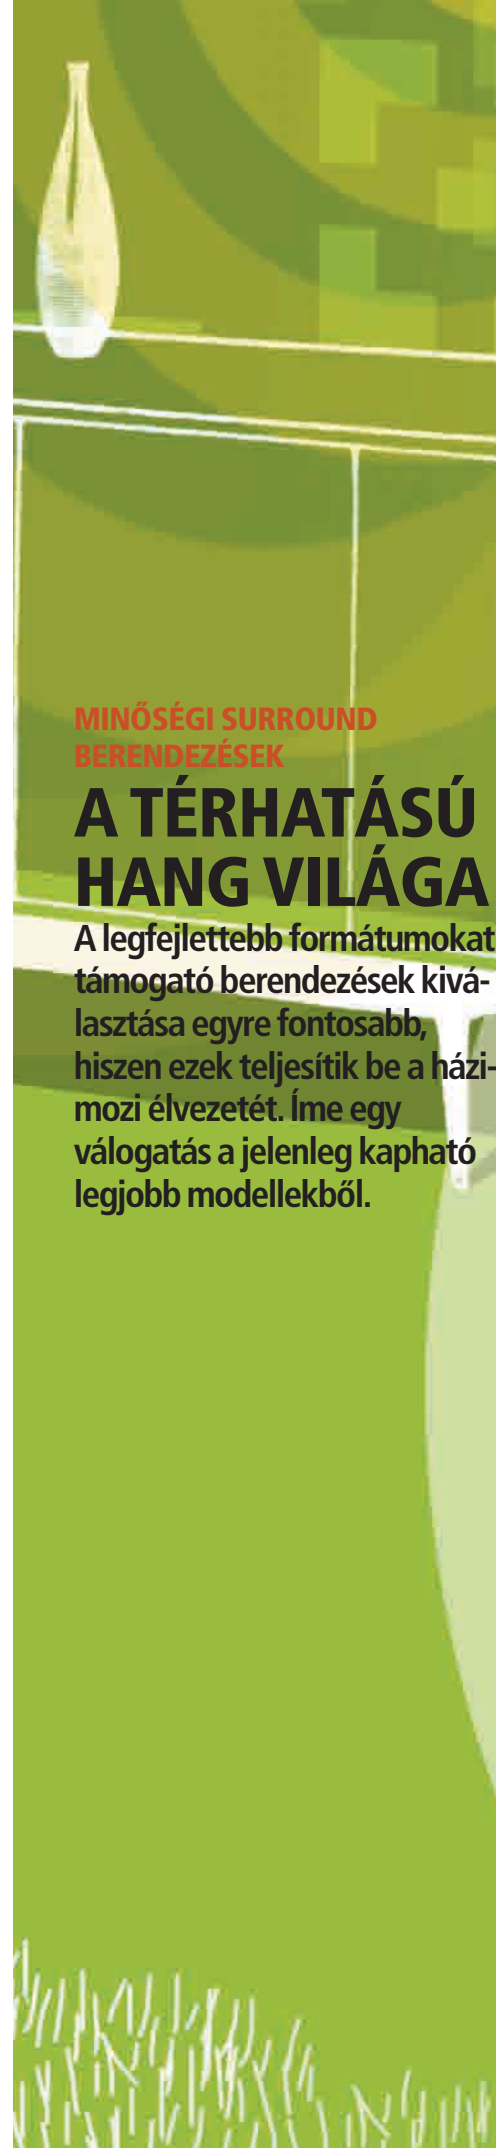 MINŐSÉGI SURROUND
BERENDEZÉSEK
A TÉRHATÁSÚ
HANG VILÁGA
A legfejlettebb formátumokat
támogató berendezések kivá-
lasztása egyre fontosabb,
hiszen ezek teljesítik be a házi-
mozi élvezetét. Íme egy
válogatás a jelenleg kapható
legjobb modellekből.